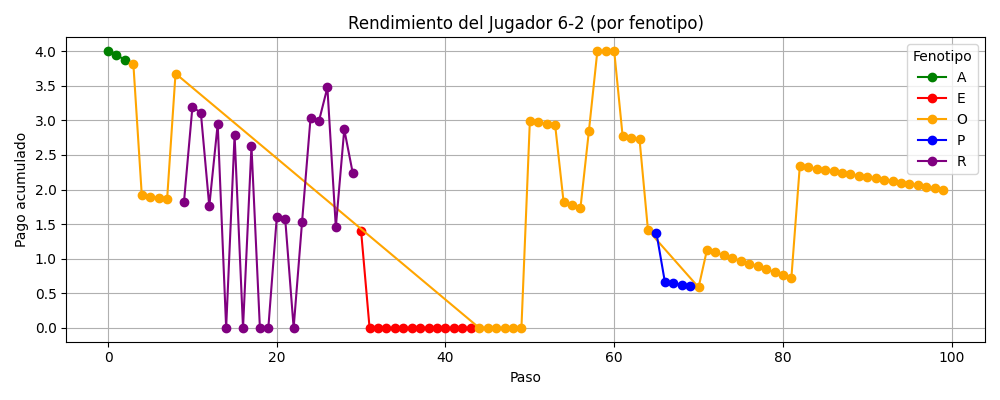 Rendimiento del Jugador 6-2 (por fenotipo)
Pago acumulado
4.0
3.5
3.0
2.5
2.0
1.5
1.0
0.5
0.0
0 20 40 60 80 100
Paso
Fenotipo
A
E
O
P
R